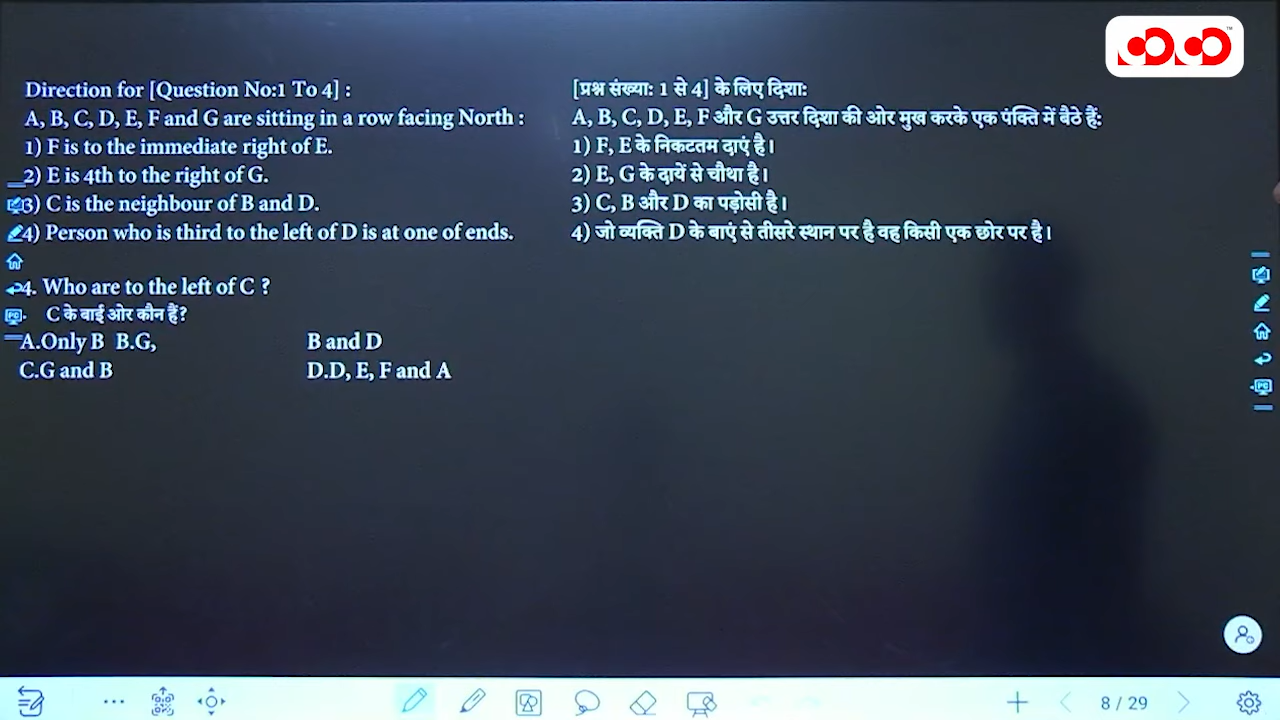 Direction for [Question No:1 To 4] :
A, B, C, D, E, F and G are sitting in a row facing North :
1) F is to the immediate right of E.
2) E is 4th to the right of G.
3) C is the neighbour of B and D.
4) Person who is third to the left of D is at one of ends.
4. Who are to the left of C ?
C के बाईं ओर कौन हैं?
A.Only B B.G, B and D
C.G and B D.D, E, F and A
[प्रश्न संख्या: 1 से 4] के लिए दिशा:
A, B, C, D, E, F और G उत्तर दिशा की ओर मुख करके एक पंक्ति में बैठे हैं:
1) F, E के निकटतम दाएं है।
2) E, G के दायें से चौथा है।
3) C, B और D का पड़ोसी है।
4) जो व्यक्ति D के बाएं से तीसरे स्थान पर है वह किसी एक छोर पर है।
PC
PC
8 / 29